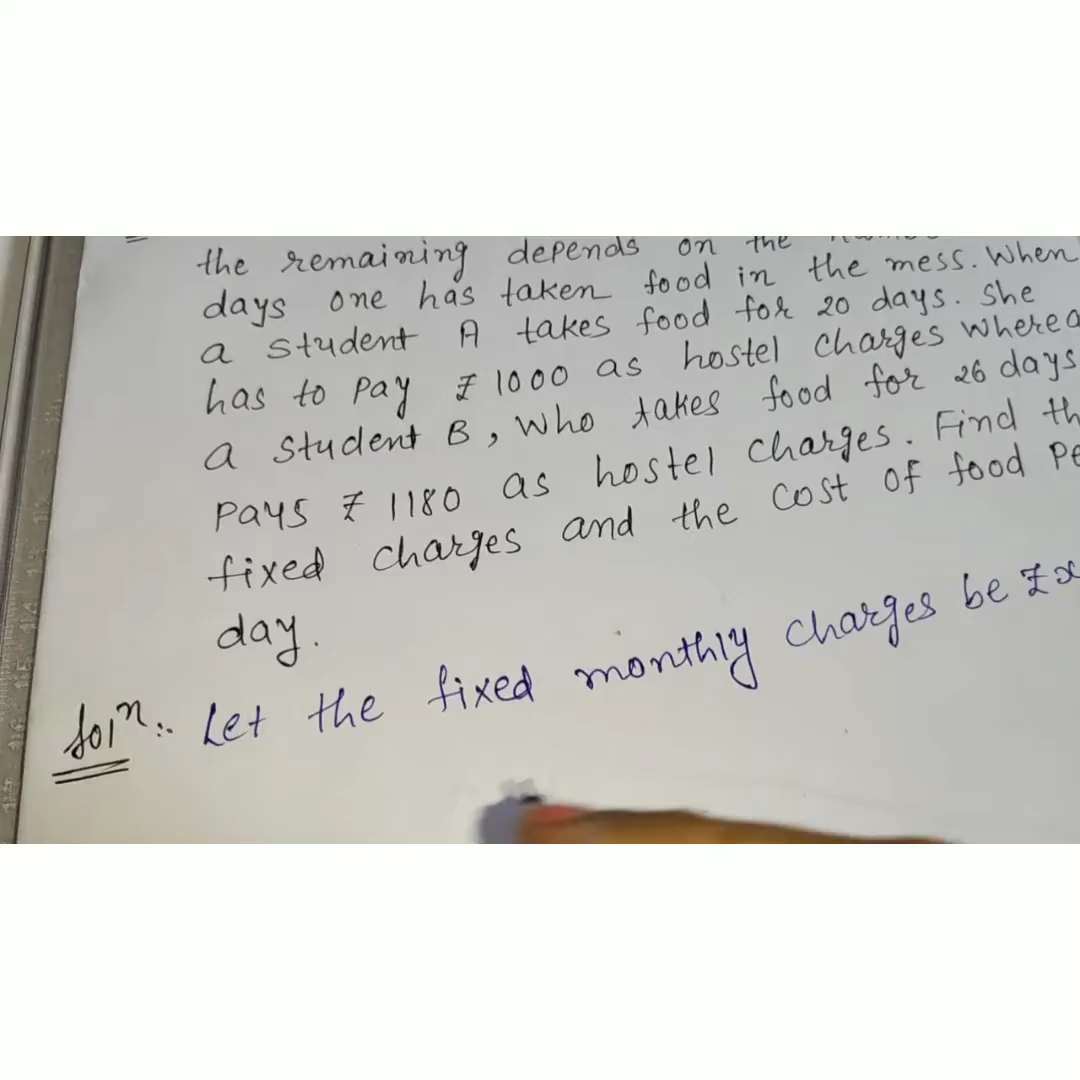 the remaining depends on the
days one has taken food in the mess. When
a student A takes food for 20 days. She
has to pay ₹ 1000 as hostel charges where a
a student B, who takes food for 26 days
pays ₹ 1180 as hostel charges. Find th
fixed charges and the cost of food pe
day.
Solⁿ:. Let the fixed monthly charges be ₹ x